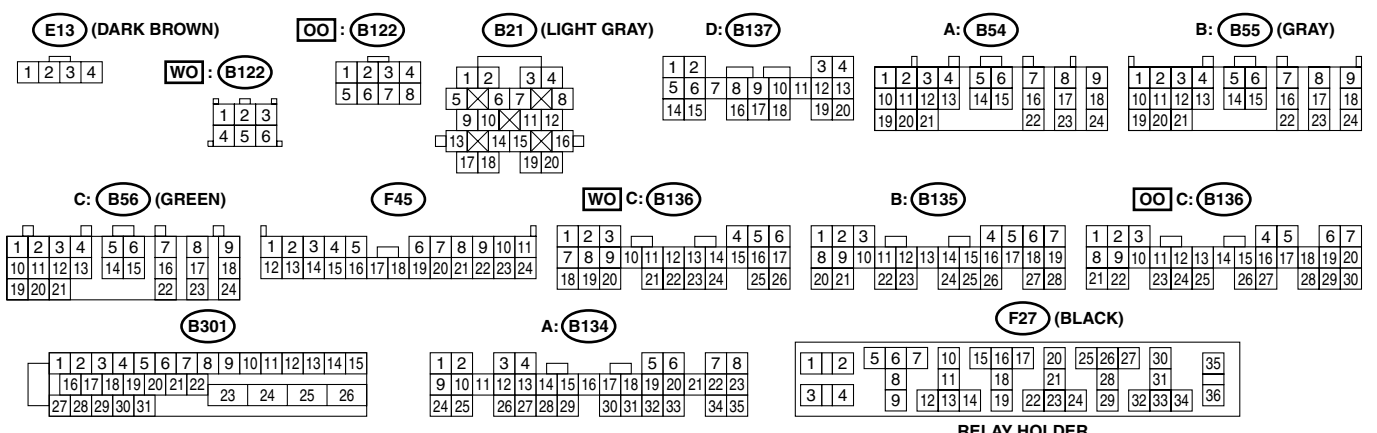 E13 (DARK BROWN)
1 2 3 4
WO : B122
1 2 3
4 5 6
OO : B122
1 2 3 4
5 6 7 8
B21 (LIGHT GRAY)
1 2 3 4
5 6 7 8
9 10 11 12
13 14 15 16
17 18 19 20
D: B137
1 2 3 4
5 6 7 8 9 10 11 12 13
14 15 16 17 18 19 20
A: B54
1 2 3 4 5 6 7 8 9
10 11 12 13 14 15 16 17 18
19 20 21 22 23 24
B: B55 (GRAY)
1 2 3 4 5 6 7 8 9
10 11 12 13 14 15 16 17 18
19 20 21 22 23 24
C: B56 (GREEN)
1 2 3 4 5 6 7 8 9
10 11 12 13 14 15 16 17 18
19 20 21 22 23 24
F45
1 2 3 4 5 6 7 8 9 10 11
12 13 14 15 16 17 18 19 20 21 22 23 24
WO C: B136
1 2 3 4 5 6
7 8 9 10 11 12 13 14 15 16 17
18 19 20 21 22 23 24 25 26
B: B135
1 2 3 4 5 6 7
8 9 10 11 12 13 14 15 16 17 18 19
20 21 22 23 24 25 26 27 28
OO C: B136
1 2 3 4 5 6 7
8 9 10 11 12 13 14 15 16 17 18 19 20
21 22 23 24 25 26 27 28 29 30
B301
1 2 3 4 5 6 7 8 9 10 11 12 13 14 15
16 17 18 19 20 21 22 23 24 25 26
27 28 29 30 31
A: B134
1 2 3 4 5 6 7 8
9 10 11 12 13 14 15 16 17 18 19 20 21 22 23
24 25 26 27 28 29 30 31 32 33 34 35
F27 (BLACK)
1 2 5 6 7 10 15 16 17 20 25 26 27 30 35
8 11 18 21 28 31
3 4 9 12 13 14 19 22 23 24 29 32 33 34 36
RELAY HOLDER